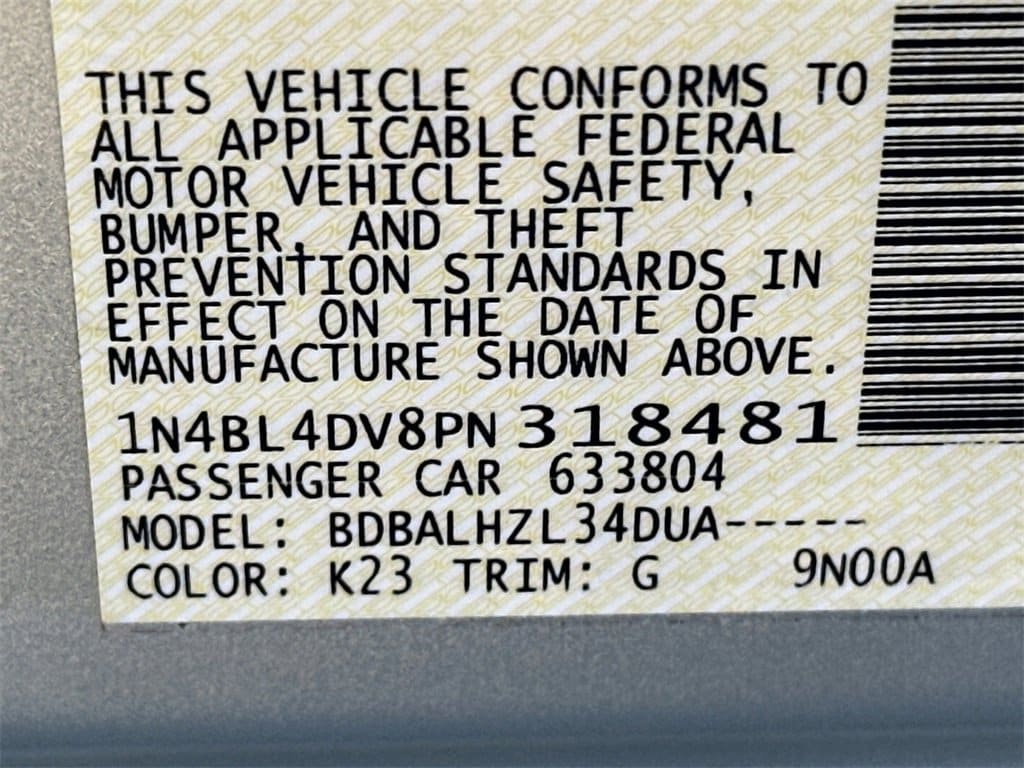 THIS VEHICLE CONFORMS TO
ALL APPLICABLE FEDERAL
MOTOR VEHICLE SAFETY,
BUMPER, AND THEFT
PREVENTION STANDARDS IN
EFFECT ON THE DATE OF
MANUFACTURE SHOWN ABOVE.
1N4BL4DV8PN 318481
PASSENGER CAR 633804
MODEL: BDBALHZL34DUA-----
COLOR: K23 TRIM: G 9N00A